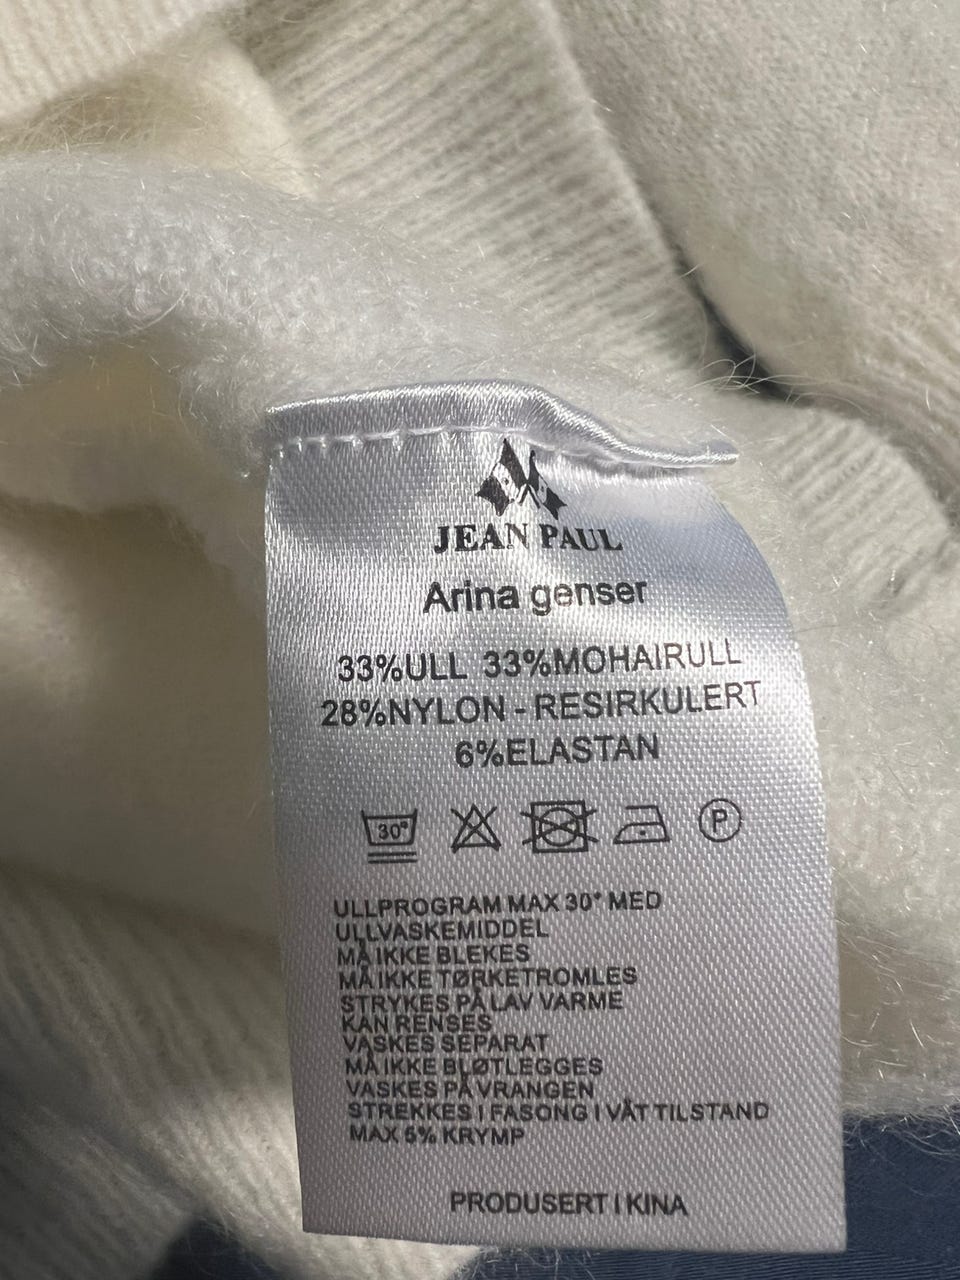 JEAN PAUL
Arina genser
33%ULL 33%MOHAIRULL
28%NYLON - RESIRKULERT
6%ELASTAN
30° P
ULLPROGRAM MAX 30° MED
ULLVASKEMIDDEL
MÅ IKKE BLEKES
MÅ IKKE TØRKETROMLES
STRYKES PÅ LAV VARME
KAN RENSES
VASKES SEPARAT
MÅ IKKE BLØTLEGGES
VASKES PÅ VRANGEN
STREKKES I FASONG I VÅT TILSTAND
MAX 5% KRYMP
PRODUSERT I KINA